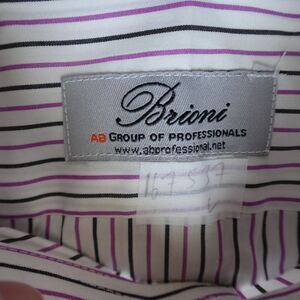 Brioni
AB GROUP OF PROFESSIONALS
www.abprofessional.net